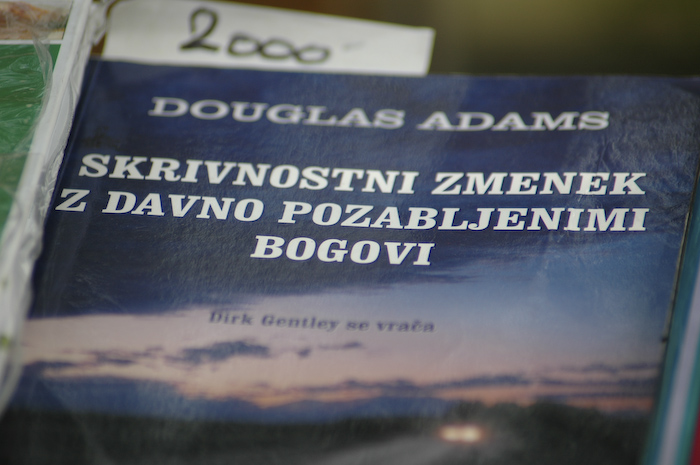 2000
DOUGLAS ADAMS
SKRIVNOSTNI ZMENEK
Z DAVNO POZABLJENIMI
BOGOVI
Dirk Gentley se vrača